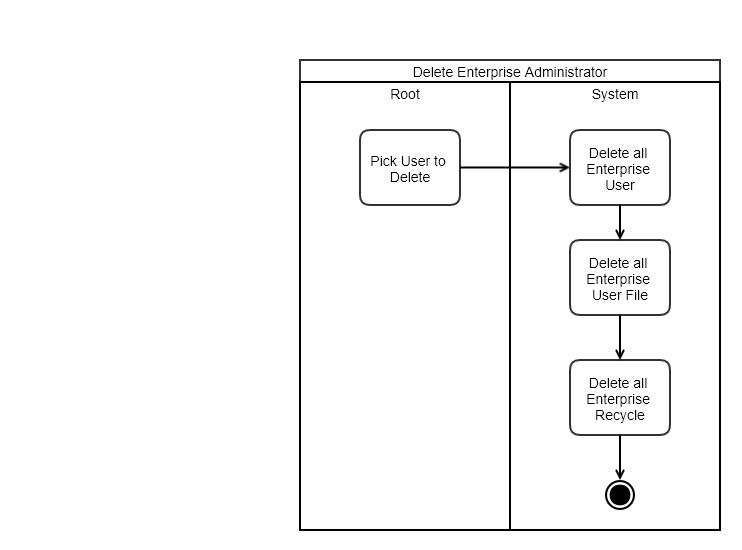 Delete Enterprise Administrator
Root
System
Pick User to
Delete
Delete all
Enterprise
User
Delete all
Enterprise
User File
Delete all
Enterprise
Recycle